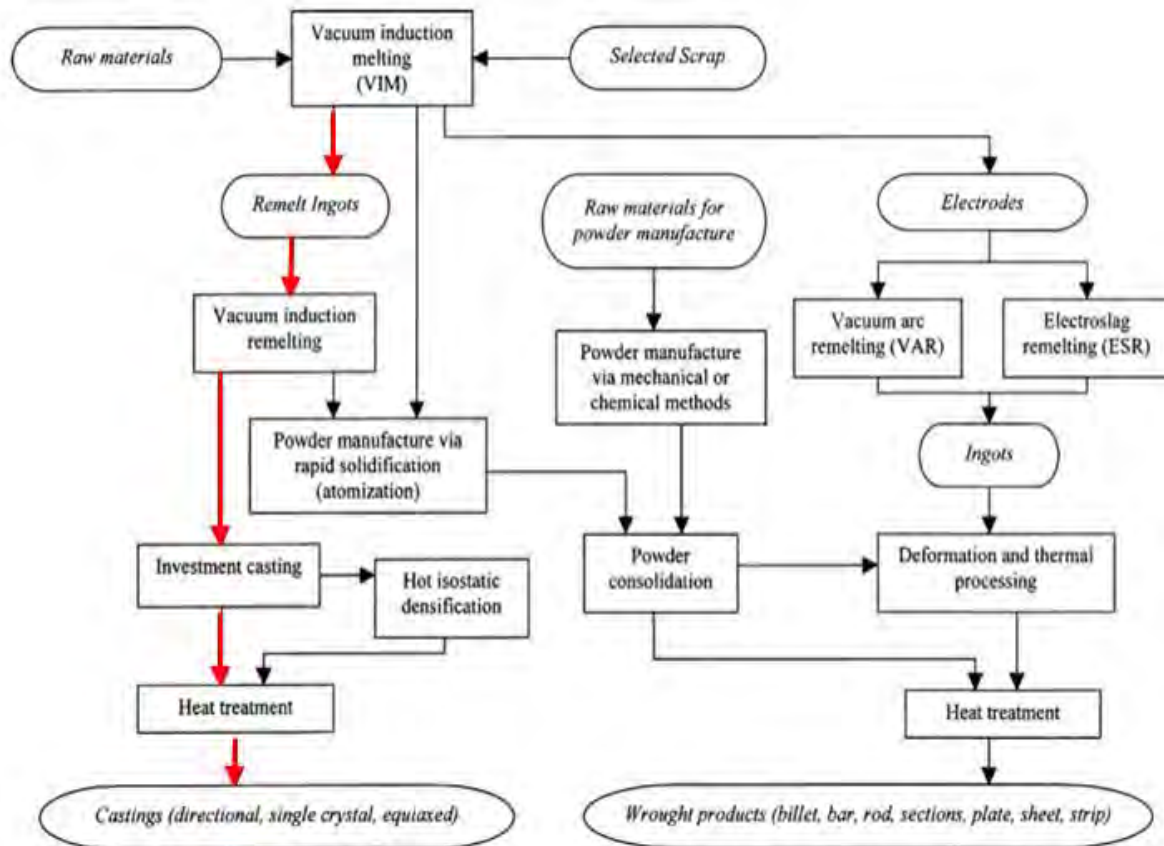 Raw materials
Vacuum induction
melting
(VIM)
Selected Scrap
Remelt Ingots
Raw materials for
powder manufacture
Electrodes
Vacuum induction
remelting
Powder manufacture
via mechanical or
chemical methods
Vacuum arc
remelting (VAR)
Electroslag
remelting (ESR)
Powder manufacture via
rapid solidification
(atomization)
Ingots
Investment casting
Hot isostatic
densification
Powder
consolidation
Deformation and thermal
processing
Heat treatment
Heat treatment
Castings (directional, single crystal, equiaxed)
Wrought products (billet, bar, rod, sections, plate, sheet, strip)